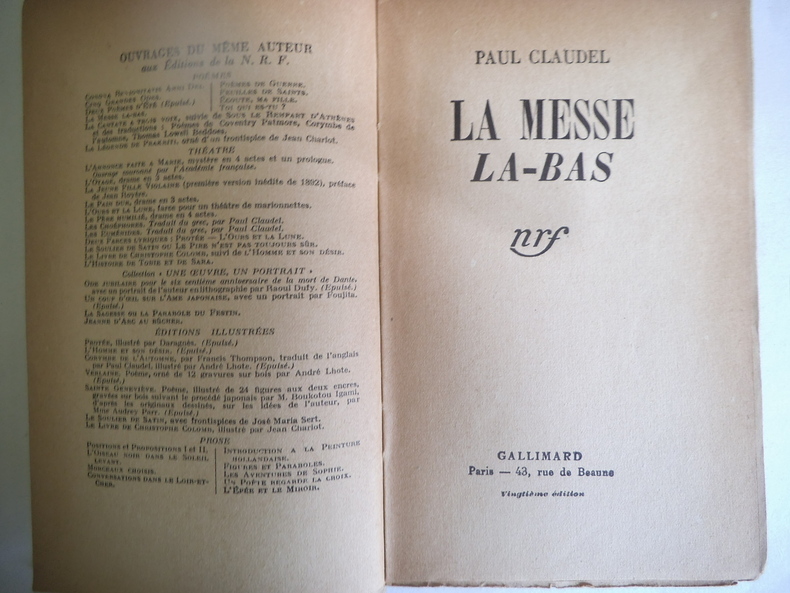 OUVRAGES DU MÊME AUTEUR
aux Éditions de la N. R. F.
POÈMES
Corona Benignitatis Anni Dei.
Cinq Grandes Odes.
Deux Poèmes d'Été (Épuisé.)
La Messe là-bas.
Poèmes de Guerre.
Feuilles de Saints.
Écoute, ma fille.
Toi qui es-tu ?
La Cantate a trois voix, suivie de Sous le Rempart d'Athènes
et des traductions : Poèmes de Coventry Patmore, Corymbe de
l'automne, Thomas Lowell Beddoes.
La Légende de Prakriti, orné d'un frontispice de Jean Charlot.
THÉATRE
L'Annonce faite a Marie, mystère en 4 actes et un prologue.
Ouvrage couronné par l'Académie française.
L'Otage, drame en 3 actes.
La Jeune Fille Violaine (première version inédite de 1892), préface
de Jean Royère.
Le Pain dur, drame en 3 actes.
L'Ours et la Lune, farce pour un théâtre de marionnettes.
Le Père humilié, drame en 4 actes.
Les Choéphores. Traduit du grec, par Paul Claudel.
Les Euménides. Traduit du grec, par Paul Claudel.
Deux Farces lyriques : Protée — L'Ours et la Lune.
Le Soulier de Satin ou Le Pire n'est pas toujours sûr.
Le Livre de Christophe Colomb, suivi de L'Homme et son désir.
L'Histoire de Tobie et de Sara.
Collection « UNE ŒUVRE, UN PORTRAIT »
Ode jubilaire pour le six centième anniversaire de la mort de Dante,
avec un portrait de l'auteur en lithographie par Raoul Dufy. (Épuisé.)
Un coup d'œil sur l'Ame japonaise, avec un portrait par Foujita.
(Épuisé.)
La Sagesse ou la Parabole du Festin.
Jeanne d'Arc au bûcher.
ÉDITIONS ILLUSTRÉES
Protée, illustré par Daragnès. (Épuisé.)
L'Homme et son désir. (Épuisé.)
Corymbe de l'Automne, par Francis Thompson, traduit de l'anglais
par Paul Claudel, illustré par André Lhote. (Épuisé.)
Verlaine, Poème, orné de 12 gravures sur bois par André Lhote.
(Épuisé.)
Sainte Geneviève, Poème, illustré de 24 figures aux deux encres,
gravées sur bois suivant le procédé japonais par M. Boukotou Igami,
d'après les originaux dessinés, sur les idées de l'auteur, par
Mme Audrey Parr. (Épuisé.)
Le Soulier de Satin, avec frontispices de José Maria Sert.
Le Livre de Christophe Colomb, illustré par Jean Charlot.
PROSE
Positions et Propositions I et II.
L'Oiseau noir dans le Soleil
levant.
Morceaux choisis.
Conversations dans le Loir-et-
Cher.
Introduction a la Peinture
hollandaise.
Figures et Paraboles.
Les Aventures de Sophie.
Un Poète regarde la croix.
L'Épée et le Miroir.
PAUL CLAUDEL
LA MESSE
LA-BAS
nrf
GALLIMARD
Paris — 43, rue de Beaune
Vingtième édition